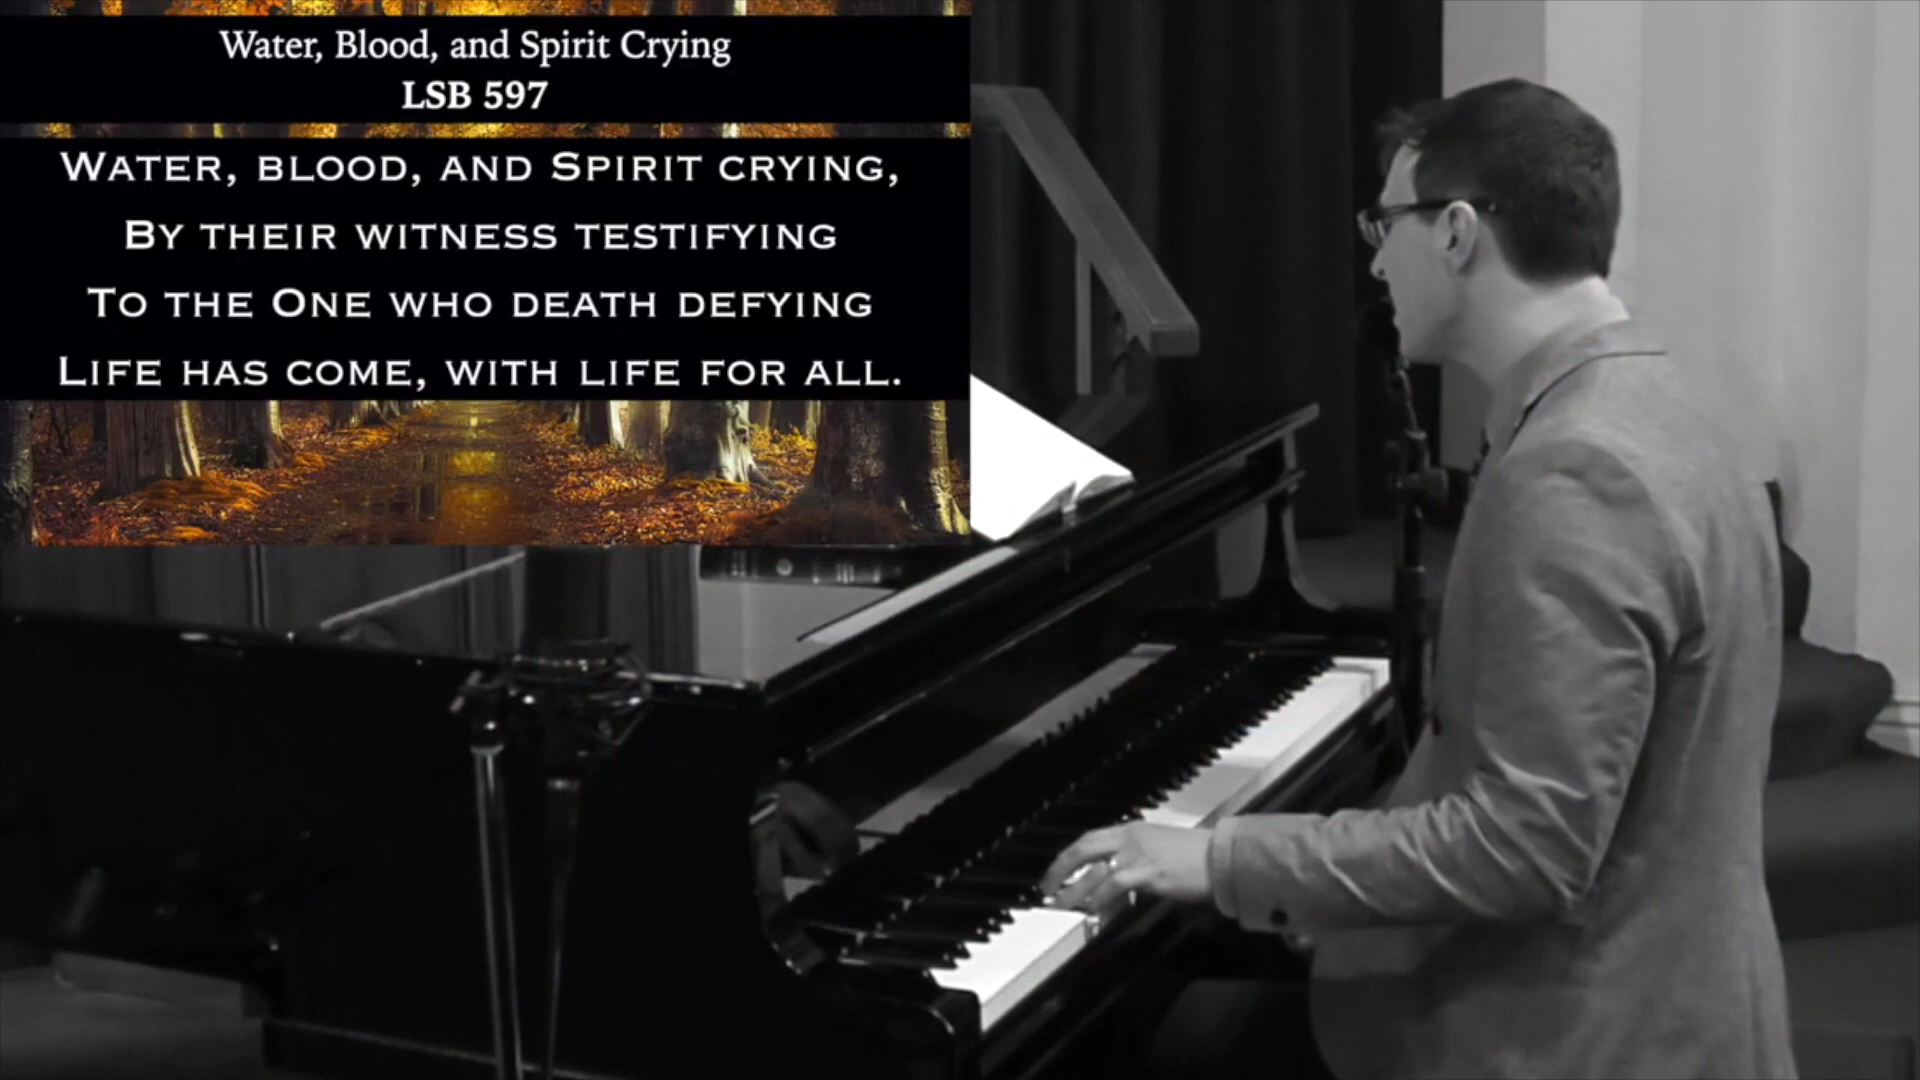 Water, Blood, and Spirit Crying
LSB 597
Water, blood, and Spirit crying,
By their witness testifying
To the One who death defying
Life has come, with life for all.